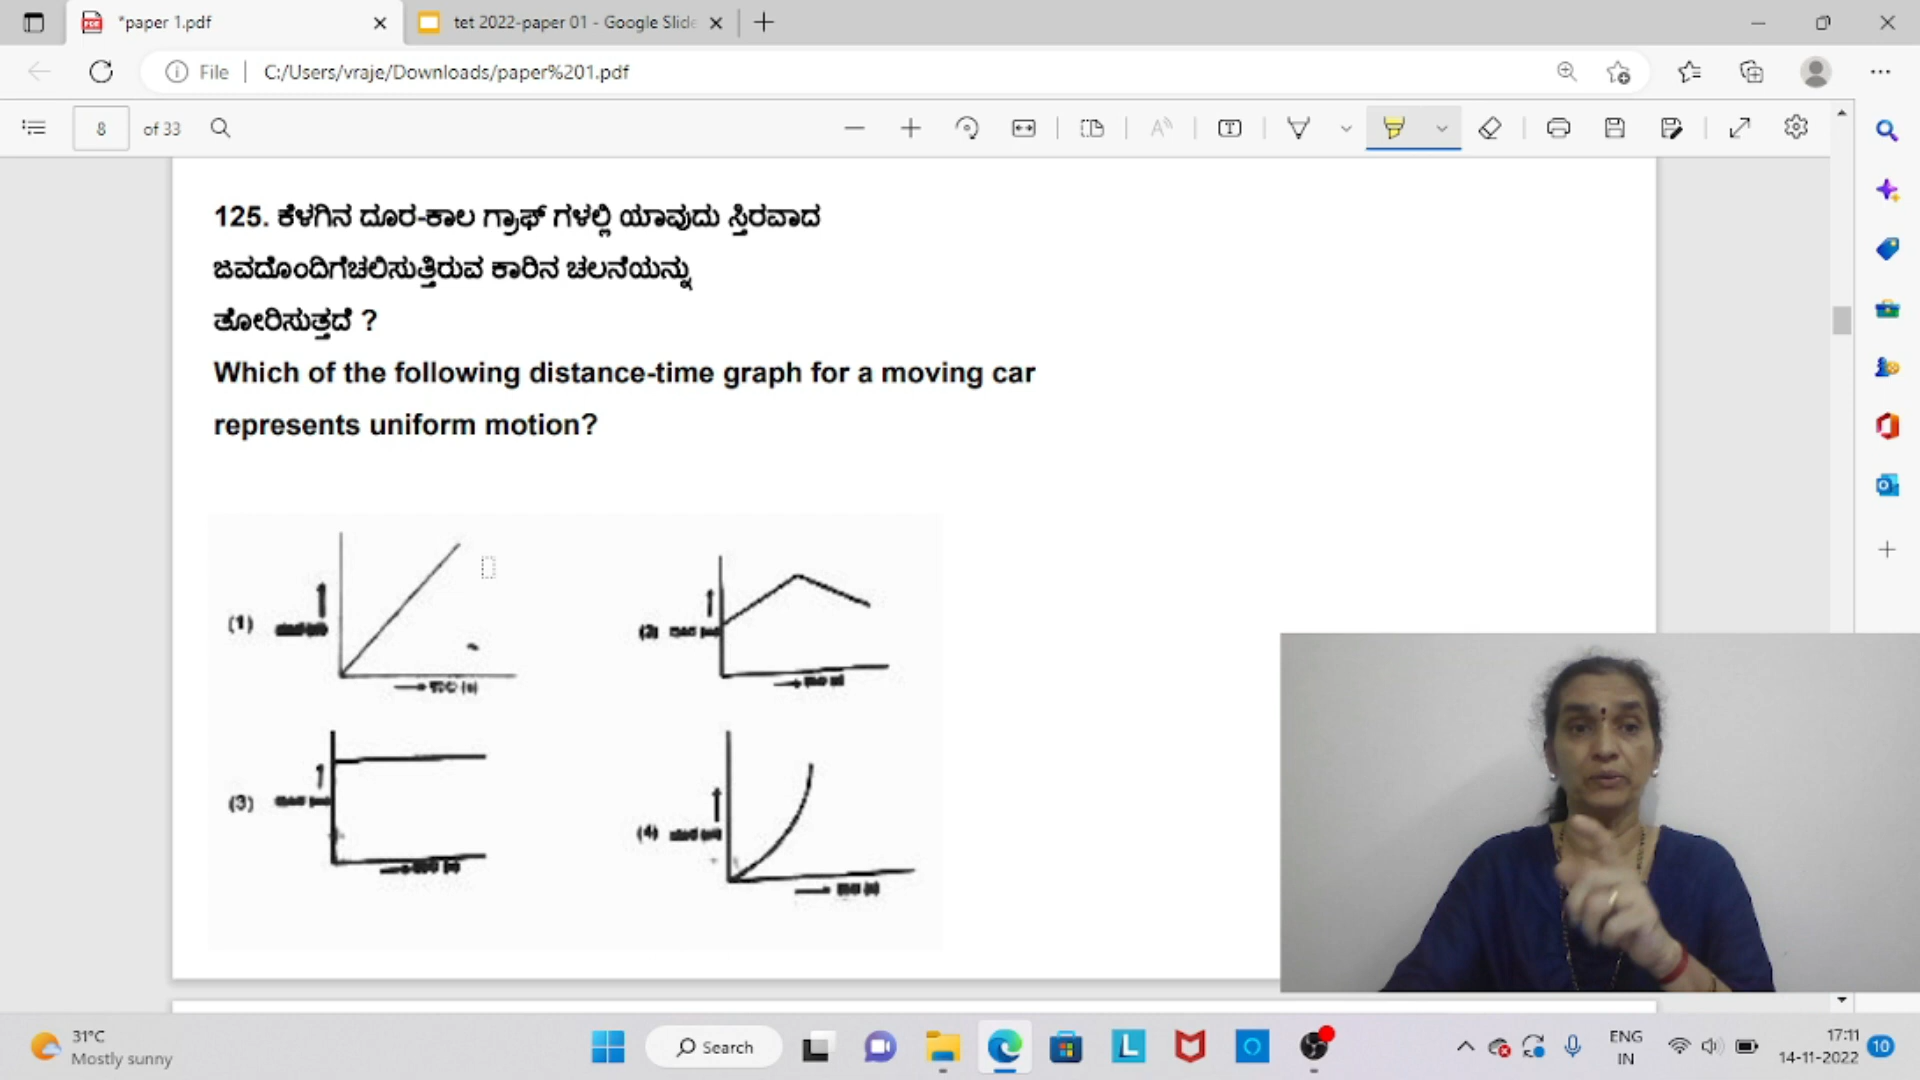 *paper 1.pdf
tet 2022-paper 01 - Google Slide
File
C:/Users/vraje/Downloads/paper%201.pdf
8 of 33
125. ಕೆಳಗಿನ ದೂರ-ಕಾಲ ಗ್ರಾಫ್ ಗಳಲ್ಲಿ ಯಾವುದು ಸ್ತಿರವಾದ
ಜವದೊಂದಿಗೆಚಲಿಸುತ್ತಿರುವ ಕಾರಿನ ಚಲನೆಯನ್ನು
ತೋರಿಸುತ್ತದೆ ?
Which of the following distance-time graph for a moving car
represents uniform motion?
(1)
(2)
(3)
(4)
31°C
Mostly sunny
Search
ENG
IN
17:11
14-11-2022
10